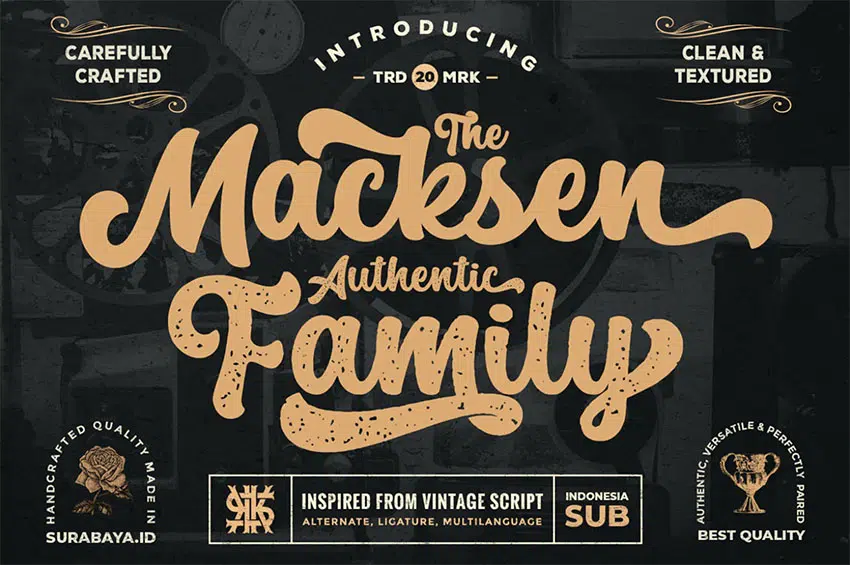 CAREFULLY
CRAFTED
INTRODUCING
TRD 20 MRK
CLEAN &
TEXTURED
The
Macksen
Authentic
Family
HANDCRAFTED QUALITY MADE IN
SURABAYA.ID
INSPIRED FROM VINTAGE SCRIPT
ALTERNATE, LIGATURE, MULTILANGUAGE
INDONESIA
SUB
AUTHENTIC, VERSATILE & PERFECTLY PAIRED
BEST QUALITY